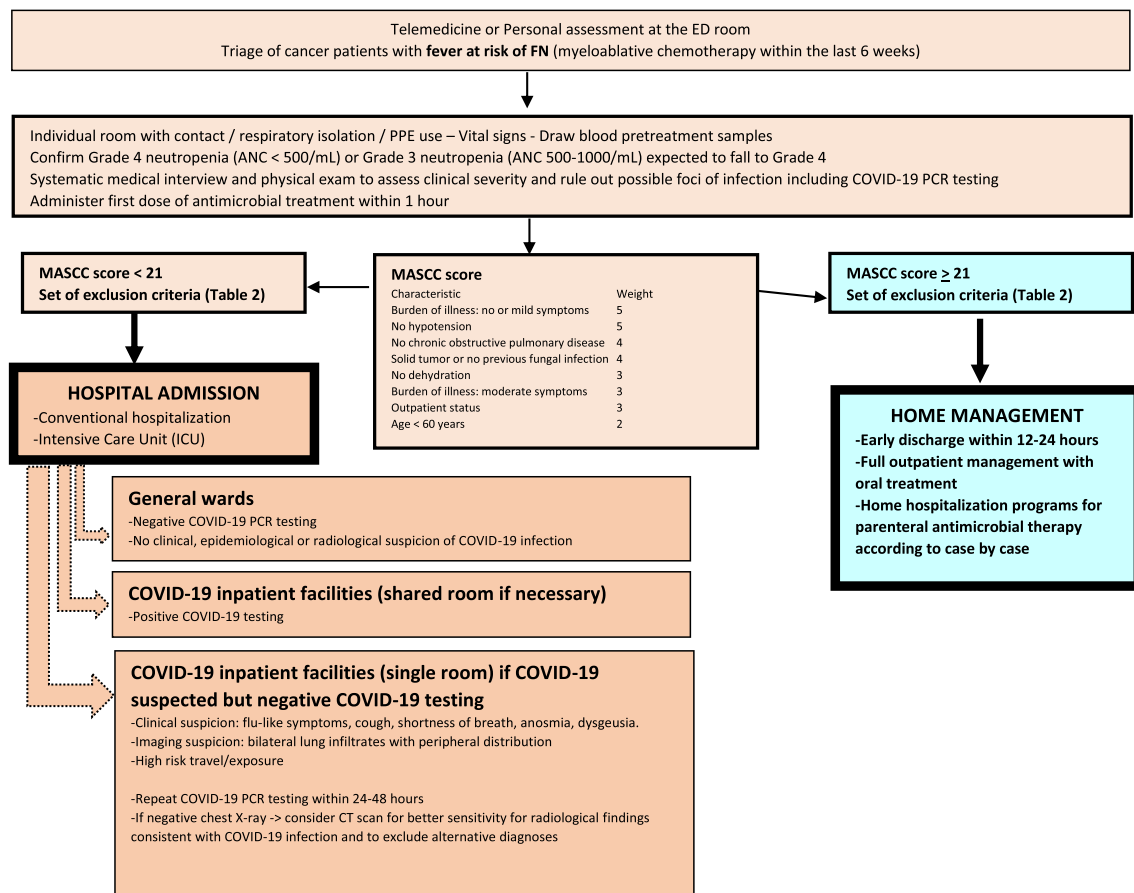 Telemedicine or Personal assessment at the ED room
Triage of cancer patients with fever at risk of FN (myeloablative chemotherapy within the last 6 weeks)
Individual room with contact / respiratory isolation / PPE use – Vital signs - Draw blood pretreatment samples
Confirm Grade 4 neutropenia (ANC < 500/mL) or Grade 3 neutropenia (ANC 500-1000/mL) expected to fall to Grade 4
Systematic medical interview and physical exam to assess clinical severity and rule out possible foci of infection including COVID-19 PCR testing
Administer first dose of antimicrobial treatment within 1 hour
MASCC score < 21
Set of exclusion criteria (Table 2)
MASCC score
Characteristic Weight
Burden of illness: no or mild symptoms 5
No hypotension 5
No chronic obstructive pulmonary disease 4
Solid tumor or no previous fungal infection 4
No dehydration 3
Burden of illness: moderate symptoms 3
Outpatient status 3
Age < 60 years 2
MASCC score ≥ 21
Set of exclusion criteria (Table 2)
HOSPITAL ADMISSION
-Conventional hospitalization
-Intensive Care Unit (ICU)
HOME MANAGEMENT
-Early discharge within 12-24 hours
-Full outpatient management with
oral treatment
-Home hospitalization programs for
parenteral antimicrobial therapy
according to case by case
General wards
-Negative COVID-19 PCR testing
-No clinical, epidemiological or radiological suspicion of COVID-19 infection
COVID-19 inpatient facilities (shared room if necessary)
-Positive COVID-19 testing
COVID-19 inpatient facilities (single room) if COVID-19
suspected but negative COVID-19 testing
-Clinical suspicion: flu-like symptoms, cough, shortness of breath, anosmia, dysgeusia.
-Imaging suspicion: bilateral lung infiltrates with peripheral distribution
-High risk travel/exposure
-Repeat COVID-19 PCR testing within 24-48 hours
-If negative chest X-ray -> consider CT scan for better sensitivity for radiological findings
consistent with COVID-19 infection and to exclude alternative diagnoses